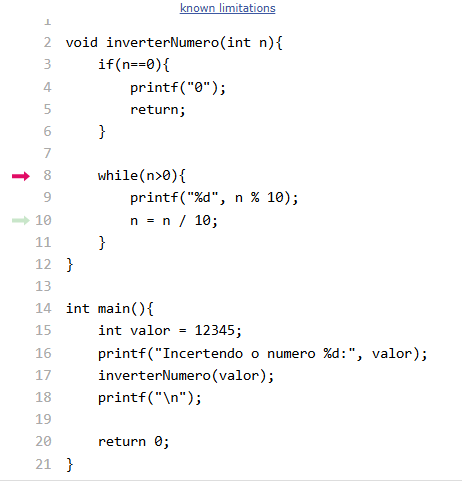 known limitations
1
2 void inverterNumero(int n){
3     if(n==0){
4         printf("0");
5         return;
6     }
7
8     while(n>0){
9         printf("%d", n % 10);
10         n = n / 10;
11     }
12 }
13
14 int main(){
15     int valor = 12345;
16     printf("Incertendo o numero %d:", valor);
17     inverterNumero(valor);
18     printf("\n");
19
20     return 0;
21 }